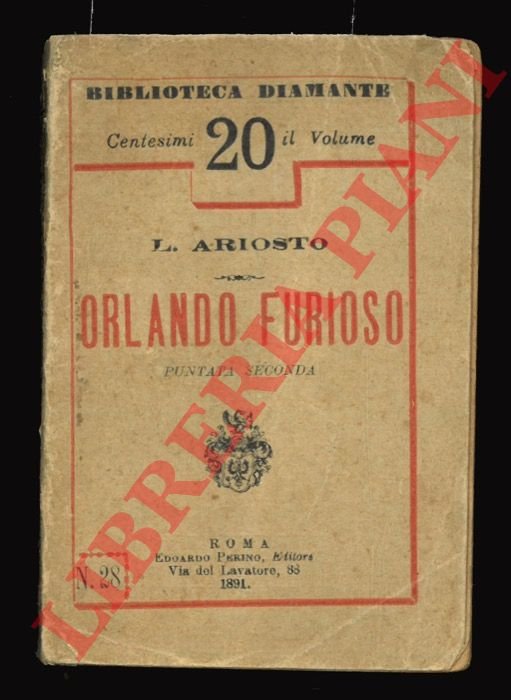 BIBLIOTECA DIAMANTE
Centesimi 20 il Volume
L. ARIOSTO
ORLANDO FURIOSO
PUNTATA SECONDA
ROMA
EDOARDO PERINO, Editore
Via del Lavatore, 88
1891.
N. 28
LIBRERIA PIANI